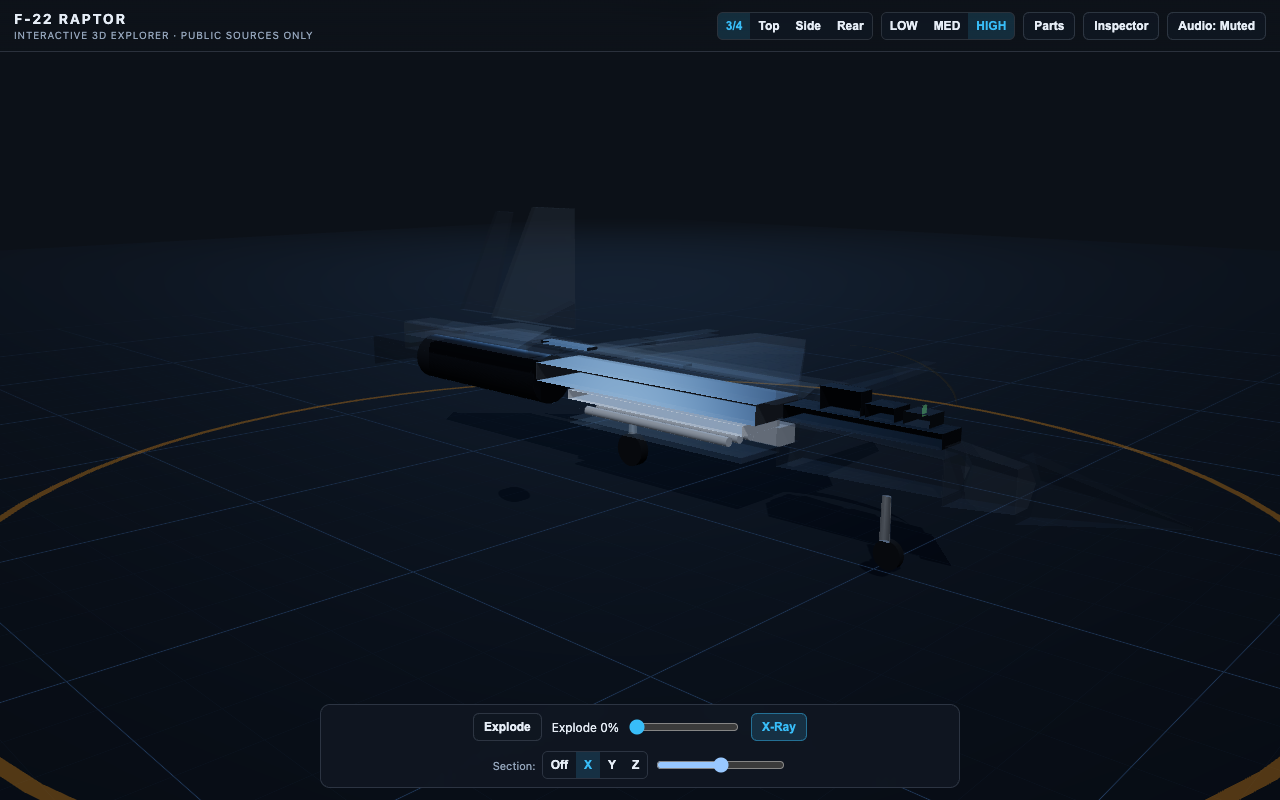 F-22 RAPTOR
INTERACTIVE 3D EXPLORER · PUBLIC SOURCES ONLY
3/4 Top Side Rear LOW MED HIGH Parts Inspector Audio: Muted
Explode Explode 0% X-Ray
Section: Off X Y Z